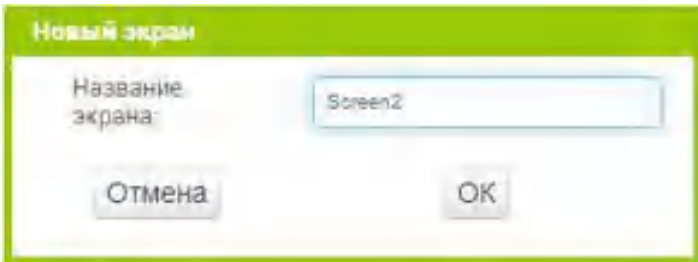 Новый экран
Название
экрана:
Screen2
Отмена
OK